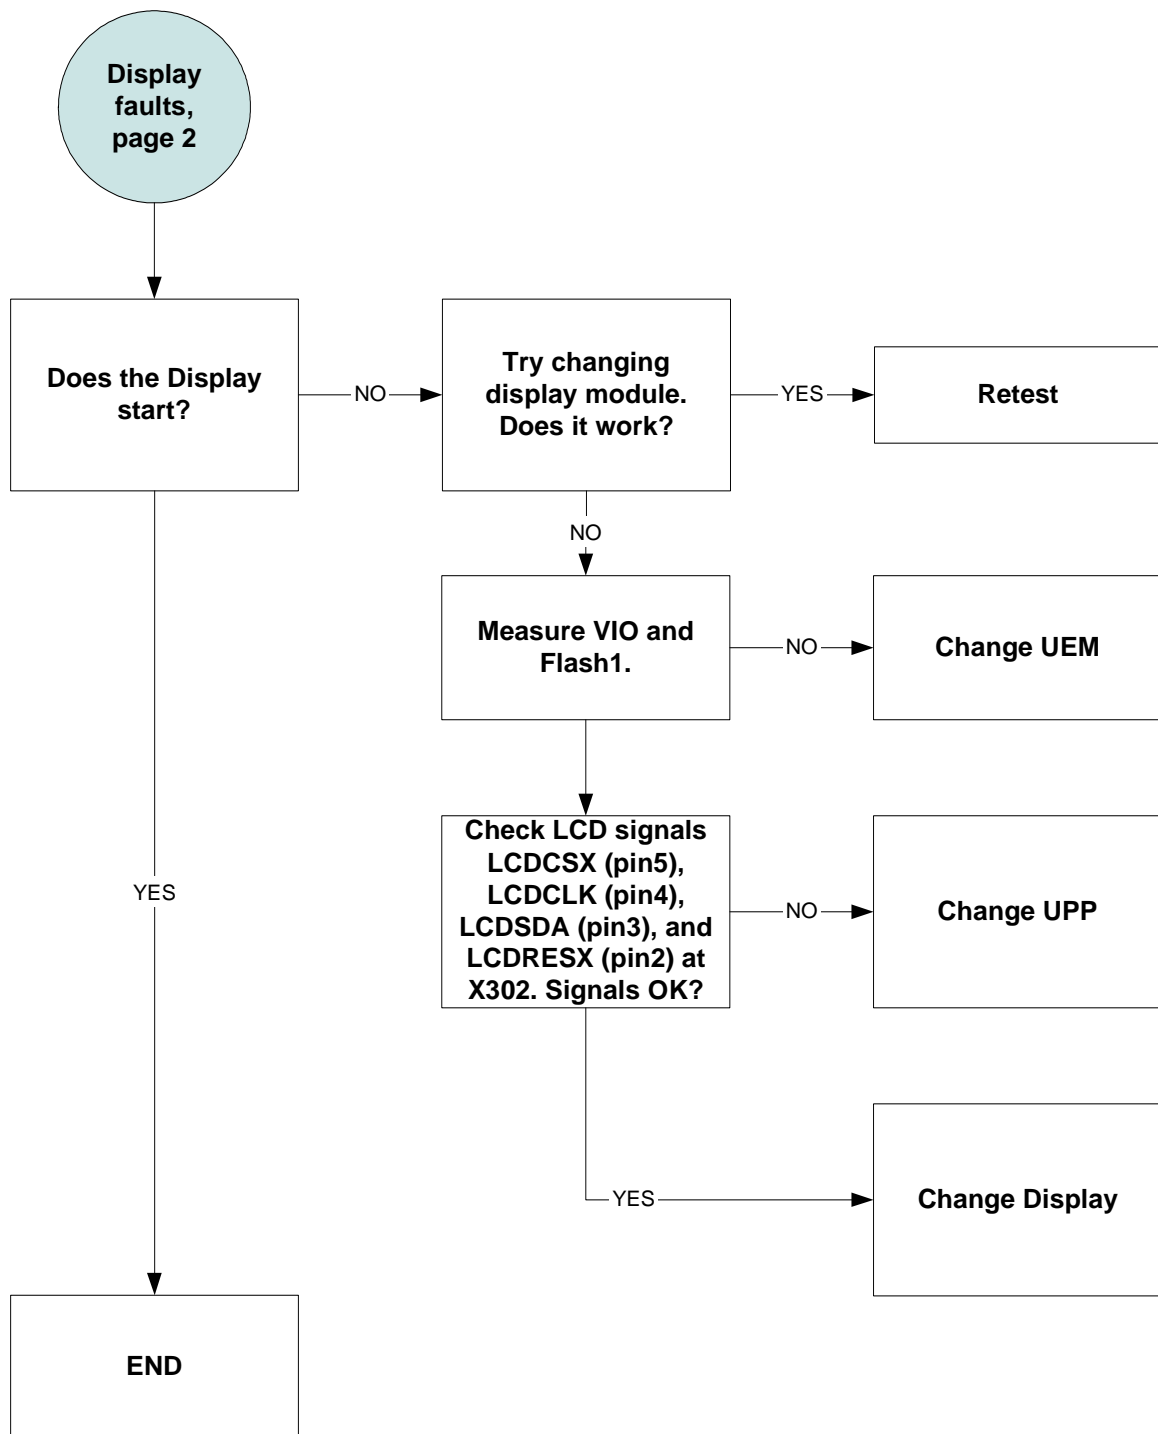 Display
faults,
page 2
Does the Display
start?
NO
Try changing
display module.
Does it work?
YES
Retest
NO
Measure VIO and
Flash1.
NO
Change UEM
Check LCD signals
LCDCSX (pin5),
LCDCLK (pin4),
LCDSDA (pin3), and
LCDRESX (pin2) at
X302. Signals OK?
NO
Change UPP
YES
YES
Change Display
END